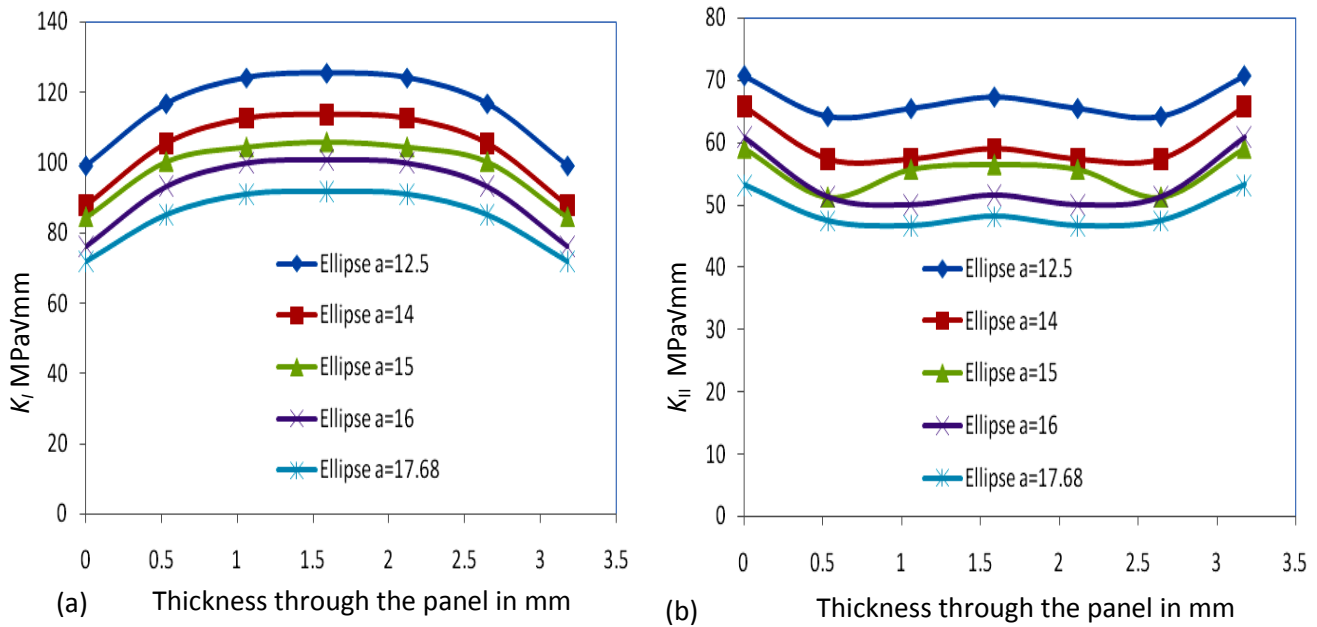 140
120
100
80
60
40
20
0
K_I MPa√mm
Ellipse a=12.5
Ellipse a=14
Ellipse a=15
Ellipse a=16
Ellipse a=17.68
0 0.5 1 1.5 2 2.5 3 3.5
(a) Thickness through the panel in mm
80
70
60
50
40
30
20
10
0
K_II MPa√mm
Ellipse a=12.5
Ellipse a=14
Ellipse a=15
Ellipse a=16
Ellipse a=17.68
0 0.5 1 1.5 2 2.5 3 3.5
(b) Thickness through the panel in mm